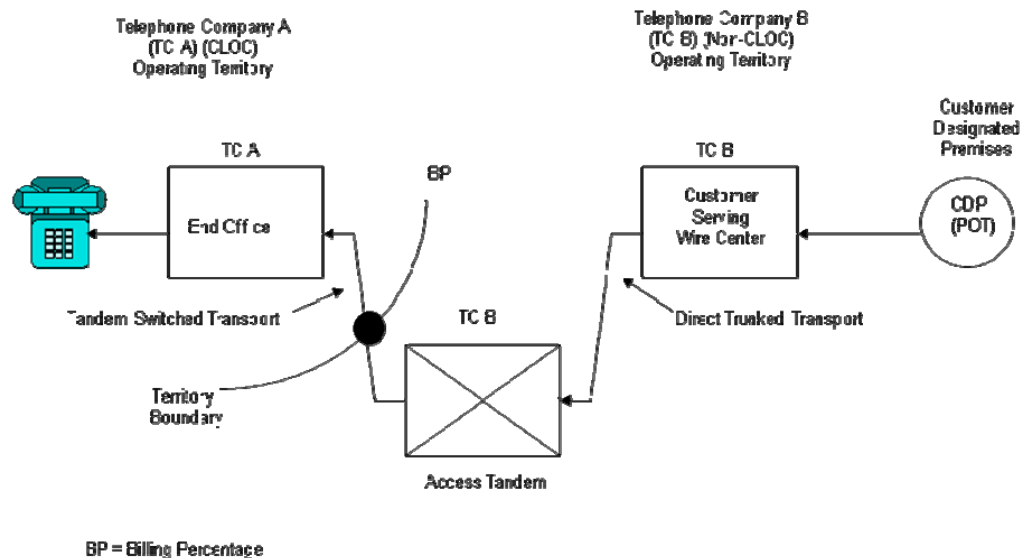 Telephone Company A
(TC A) (CLOC)
Operating Territory
Telephone Company B
(TC B) (Non-CLOC)
Operating Territory
Customer
Designated
Premises
TC A
BP
TC B
End Office
Customer
Serving
Wire Center
CDP
(POT)
Tandem Switched Transport
TC B
Direct Trunked Transport
Territory
Boundary
Access Tandem
BP = Billing Percentage